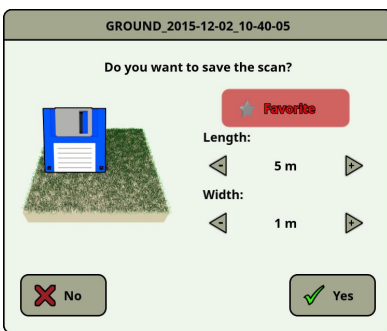 GROUND_2015-12-02_10-40-05
Do you want to save the scan?
Favorite
Length:
- 5 m +
Width:
- 1 m +
No
Yes